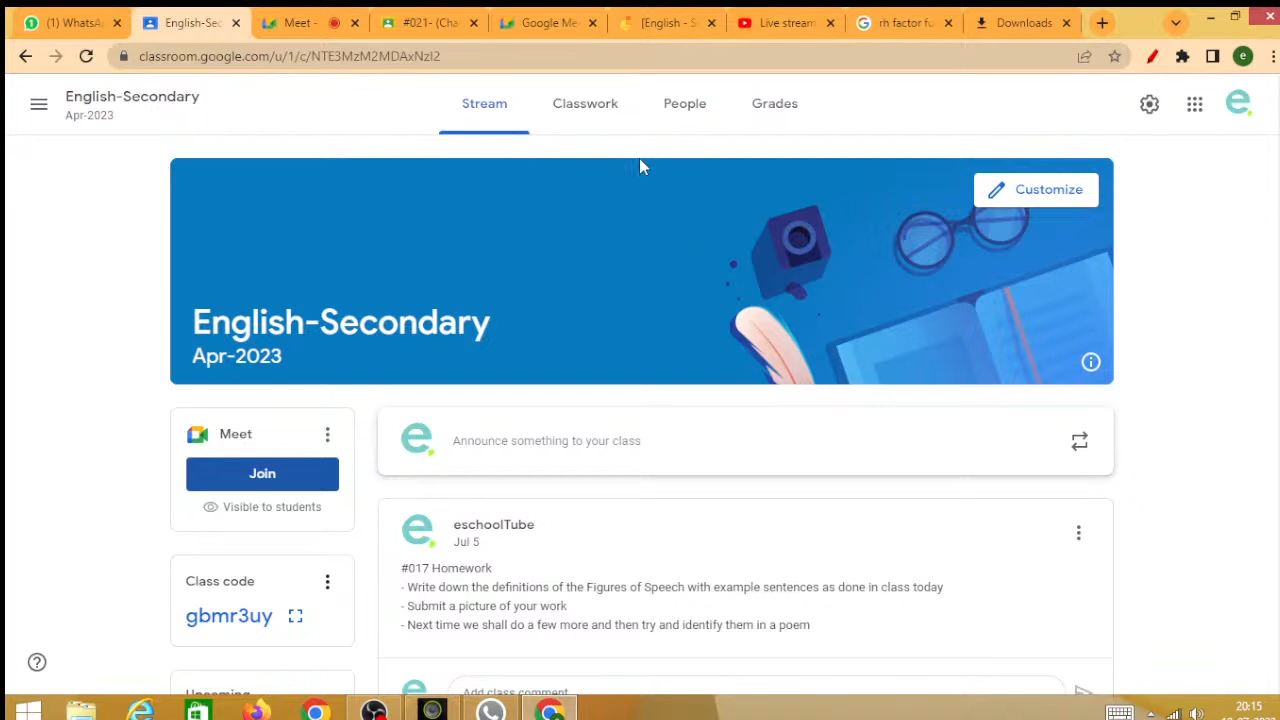 (1) WhatsA
English-Sec
Meet -
#021- (Cha
Google Me
[English - S
Live stream
rh factor fu
Downloads
classroom.google.com/u/1/c/NTE3MzM2MDAxNzI2
e
English-Secondary
Apr-2023
Stream
Classwork
People
Grades
Customize
English-Secondary
Apr-2023
Meet
Join
Visible to students
Announce something to your class
eschoolTube
Jul 5
#017 Homework
- Write down the definitions of the Figures of Speech with example sentences as done in class today
- Submit a picture of your work
- Next time we shall do a few more and then try and identify them in a poem
Class code
gbmr3uy
Upcoming
Add class comment
20:15